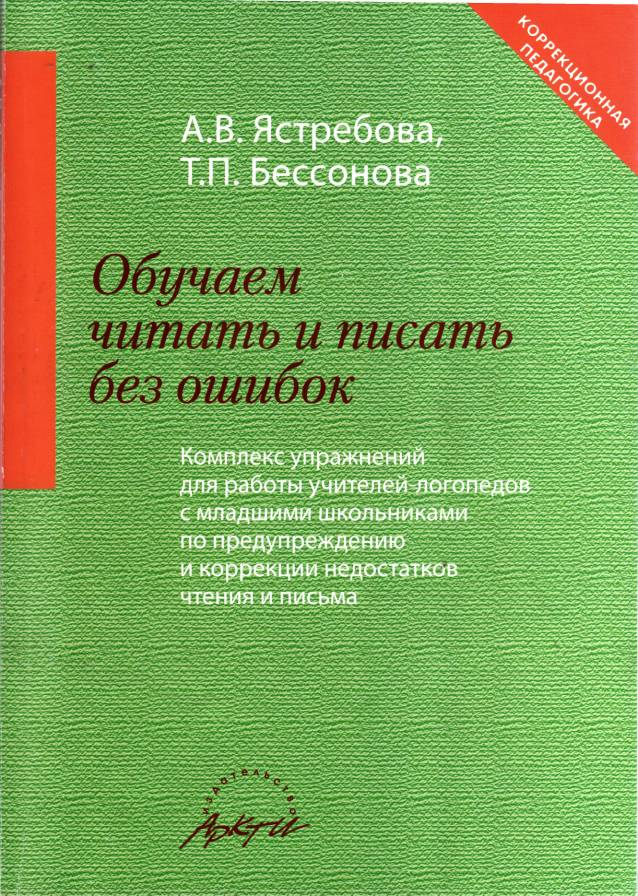 КОРРЕКЦИОННАЯ
ПЕДАГОГИКА
А.В. Ястребова,
Т.П. Бессонова
Обучаем
читать и писать
без ошибок
Комплекс упражнений
для работы учителей-логопедов
с младшими школьниками
по предупреждению
и коррекции недостатков
чтения и письма
ИЗДАТЕЛЬСТВО
АРКТИ